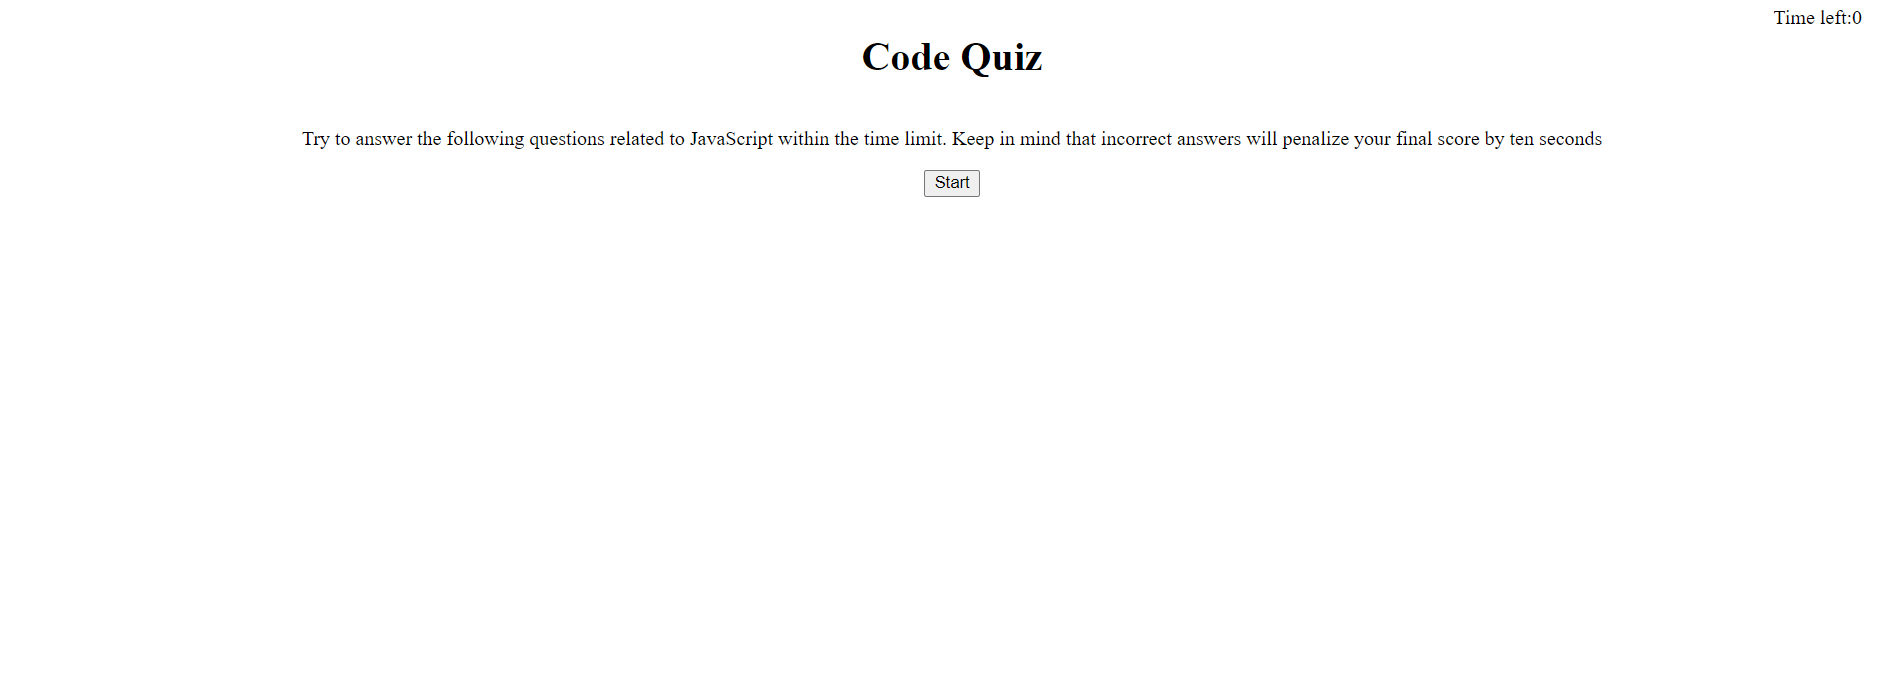 Time left:0
Code Quiz
Try to answer the following questions related to JavaScript within the time limit. Keep in mind that incorrect answers will penalize your final score by ten seconds
Start